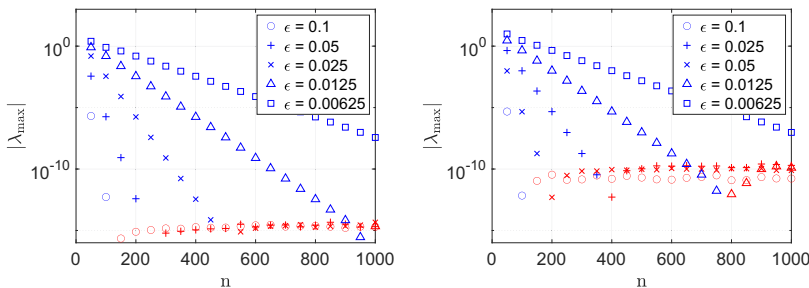 |λmax|
10^0
10^-10
0 200 400 600 800 1000
n
ϵ = 0.1
ϵ = 0.05
ϵ = 0.025
ϵ = 0.0125
ϵ = 0.00625
|λmax|
10^0
10^-10
0 200 400 600 800 1000
n
ϵ = 0.1
ϵ = 0.025
ϵ = 0.05
ϵ = 0.0125
ϵ = 0.00625